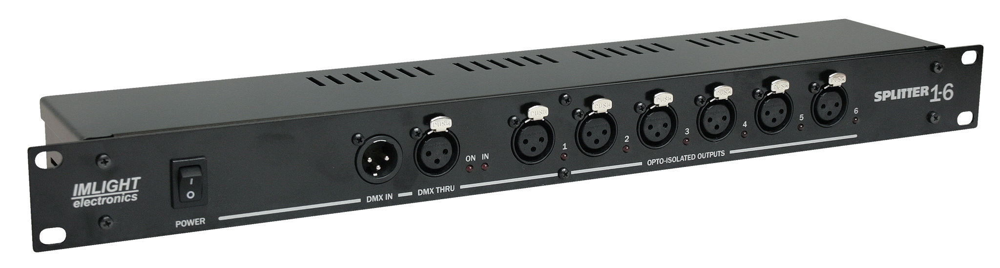 IMLIGHT
electronics
I
O
POWER
DMX IN
DMX THRU
ON IN
PUSH
PUSH
PUSH
PUSH
PUSH
PUSH
PUSH
1
2
3
4
5
6
OPTO-ISOLATED OUTPUTS
SPLITTER 1-6